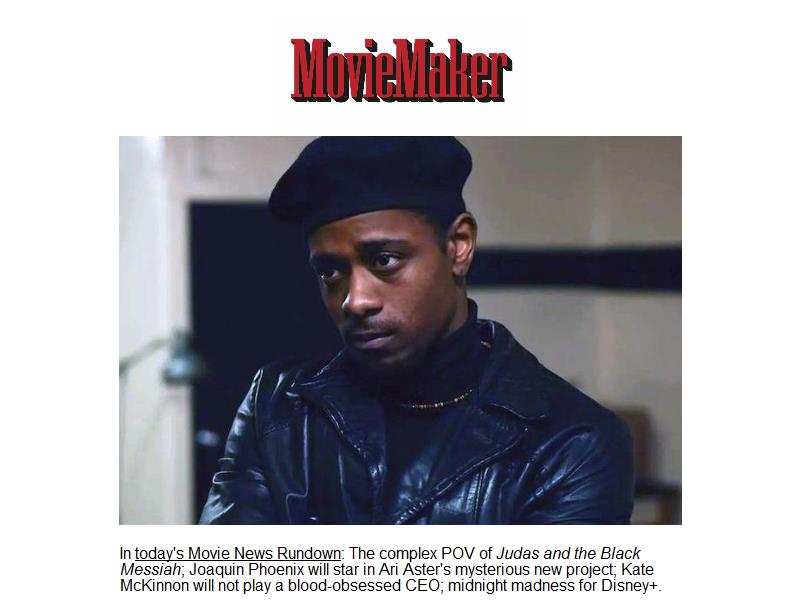 MovieMaker
In today's Movie News Rundown: The complex POV of Judas and the Black
Messiah; Joaquin Phoenix will star in Ari Aster's mysterious new project; Kate
McKinnon will not play a blood-obsessed CEO; midnight madness for Disney+.